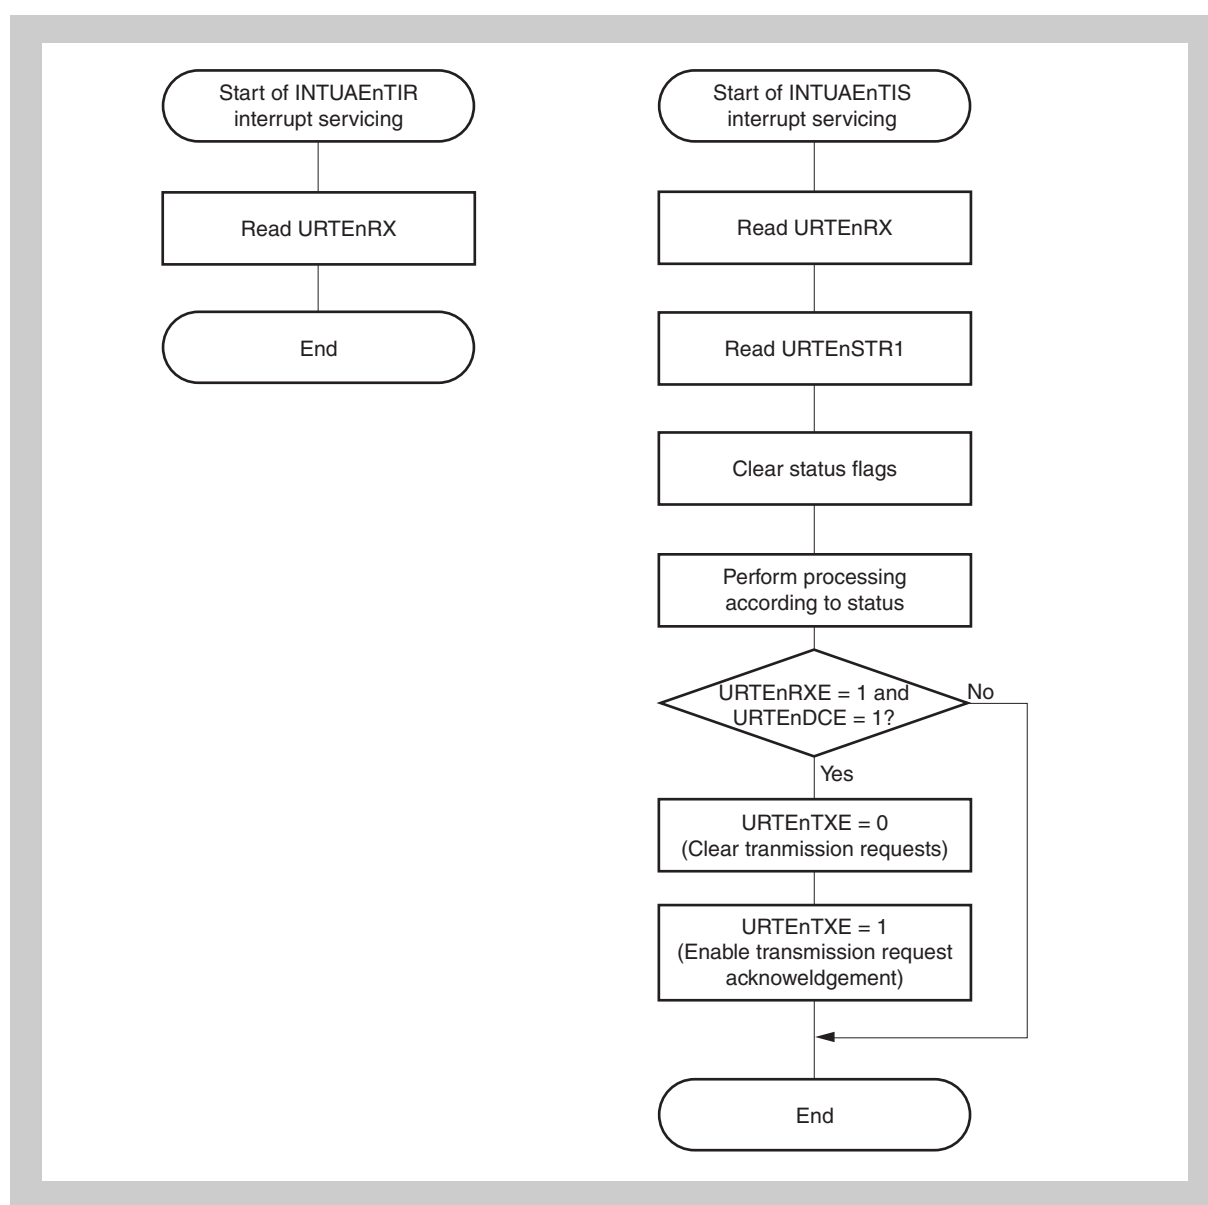 Start of INTUAEnTIR
interrupt servicing
Read URTEnRX
End
Start of INTUAEnTIS
interrupt servicing
Read URTEnRX
Read URTEnSTR1
Clear status flags
Perform processing
according to status
URTEnRXE = 1 and
URTEnDCE = 1?
No
Yes
URTEnTXE = 0
(Clear tranmission requests)
URTEnTXE = 1
(Enable transmission request
acknoweldgement)
End